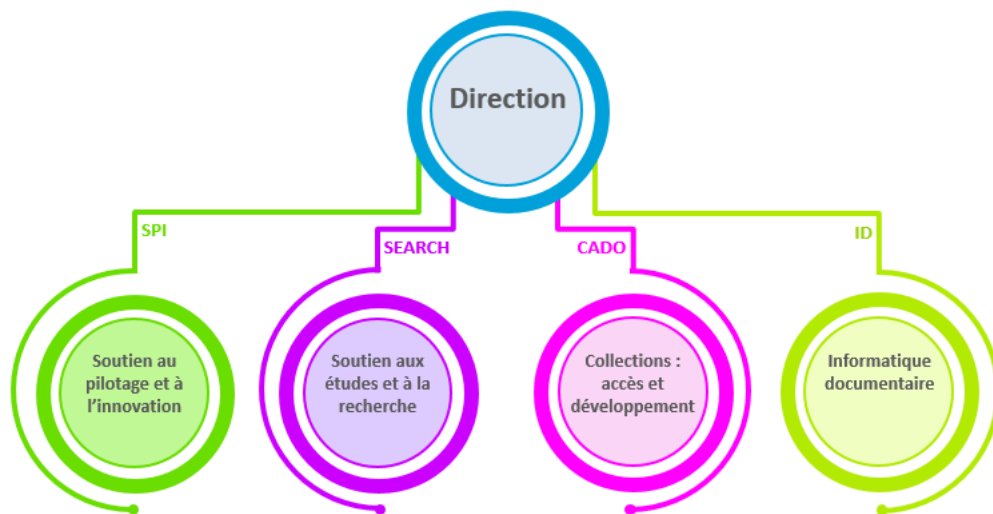 Direction
SPI
SEARCH
CADO
ID
Soutien au
pilotage et à
l’innovation
Soutien aux
études et à la
recherche
Collections :
accès et
développement
Informatique
documentaire